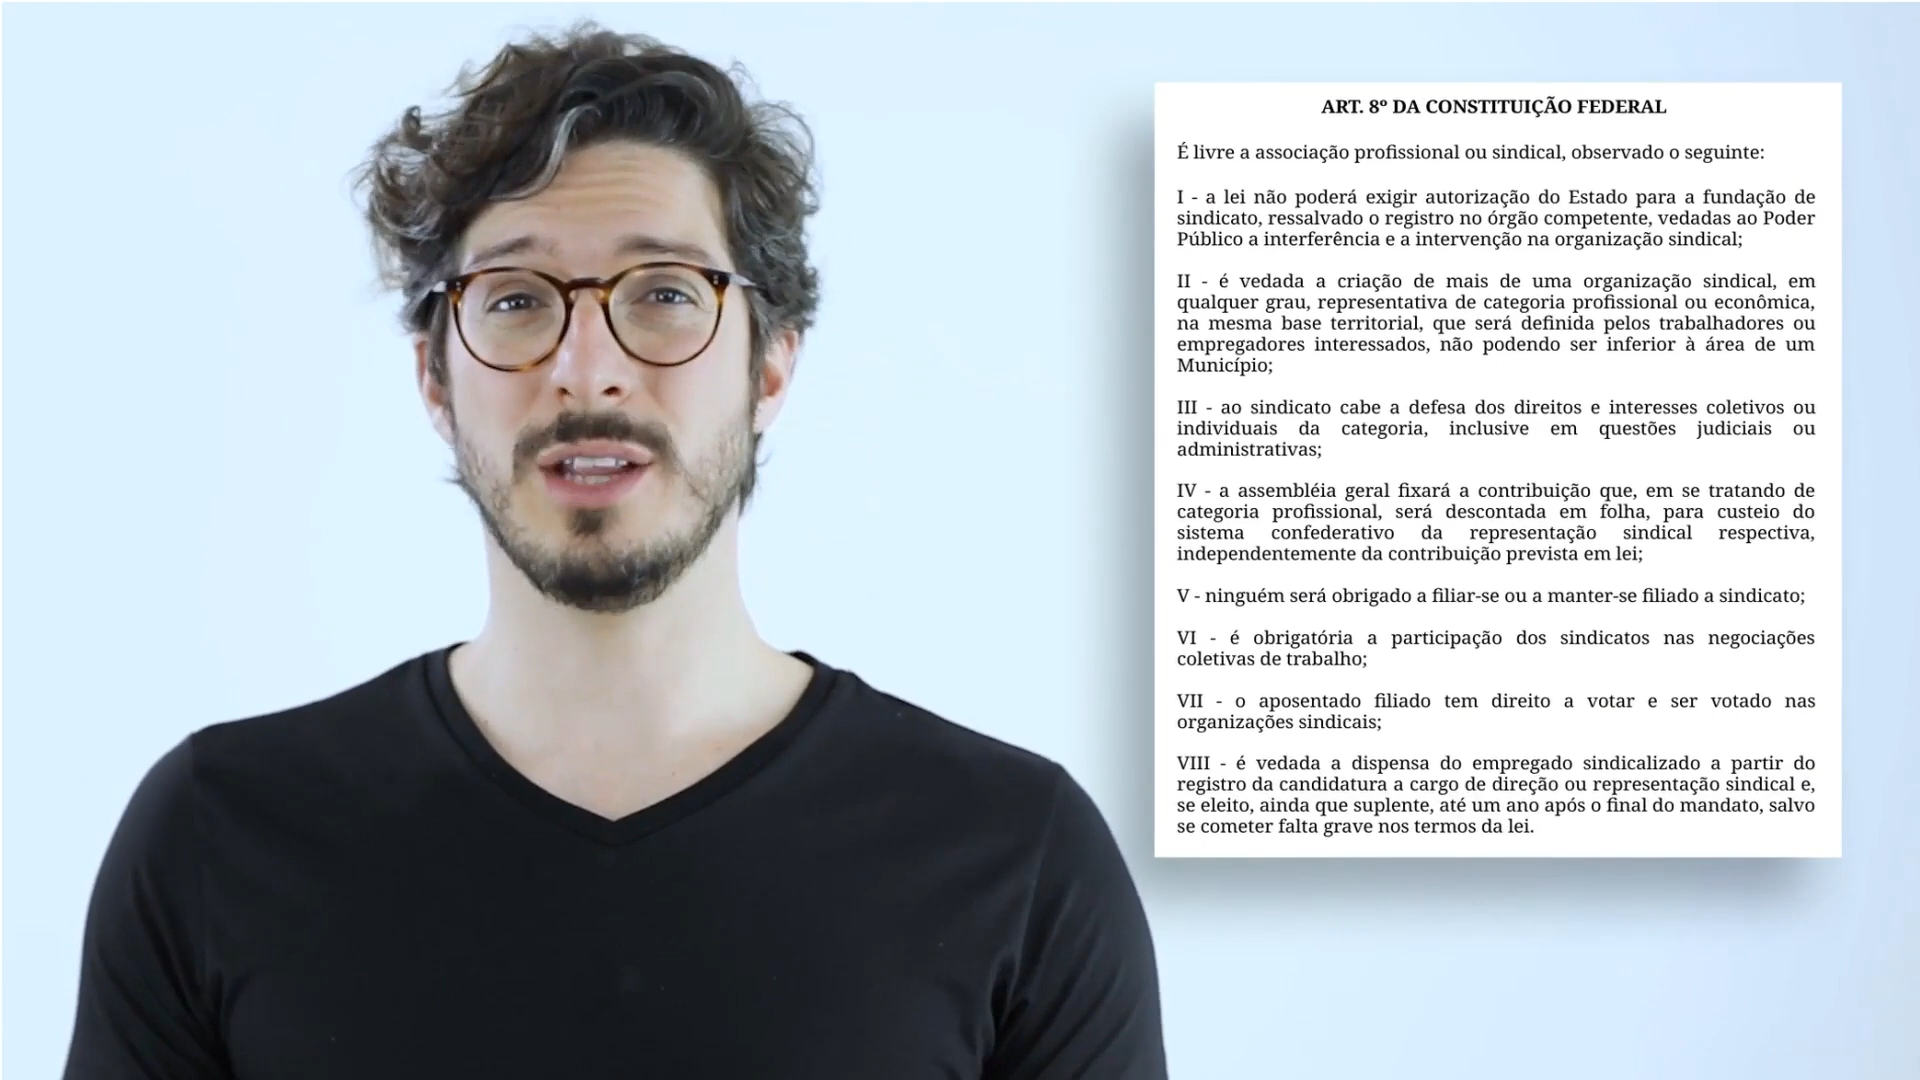 ART. 8º DA CONSTITUIÇÃO FEDERAL
É livre a associação profissional ou sindical, observado o seguinte:
I - a lei não poderá exigir autorização do Estado para a fundação de
sindicato, ressalvado o registro no órgão competente, vedadas ao Poder
Público a interferência e a intervenção na organização sindical;
II - é vedada a criação de mais de uma organização sindical, em
qualquer grau, representativa de categoria profissional ou econômica,
na mesma base territorial, que será definida pelos trabalhadores ou
empregadores interessados, não podendo ser inferior à área de um
Município;
III - ao sindicato cabe a defesa dos direitos e interesses coletivos ou
individuais da categoria, inclusive em questões judiciais ou
administrativas;
IV - a assembléia geral fixará a contribuição que, em se tratando de
categoria profissional, será descontada em folha, para custeio do
sistema confederativo da representação sindical respectiva,
independentemente da contribuição prevista em lei;
V - ninguém será obrigado a filiar-se ou a manter-se filiado a sindicato;
VI - é obrigatória a participação dos sindicatos nas negociações
coletivas de trabalho;
VII - o aposentado filiado tem direito a votar e ser votado nas
organizações sindicais;
VIII - é vedada a dispensa do empregado sindicalizado a partir do
registro da candidatura a cargo de direção ou representação sindical e,
se eleito, ainda que suplente, até um ano após o final do mandato, salvo
se cometer falta grave nos termos da lei.